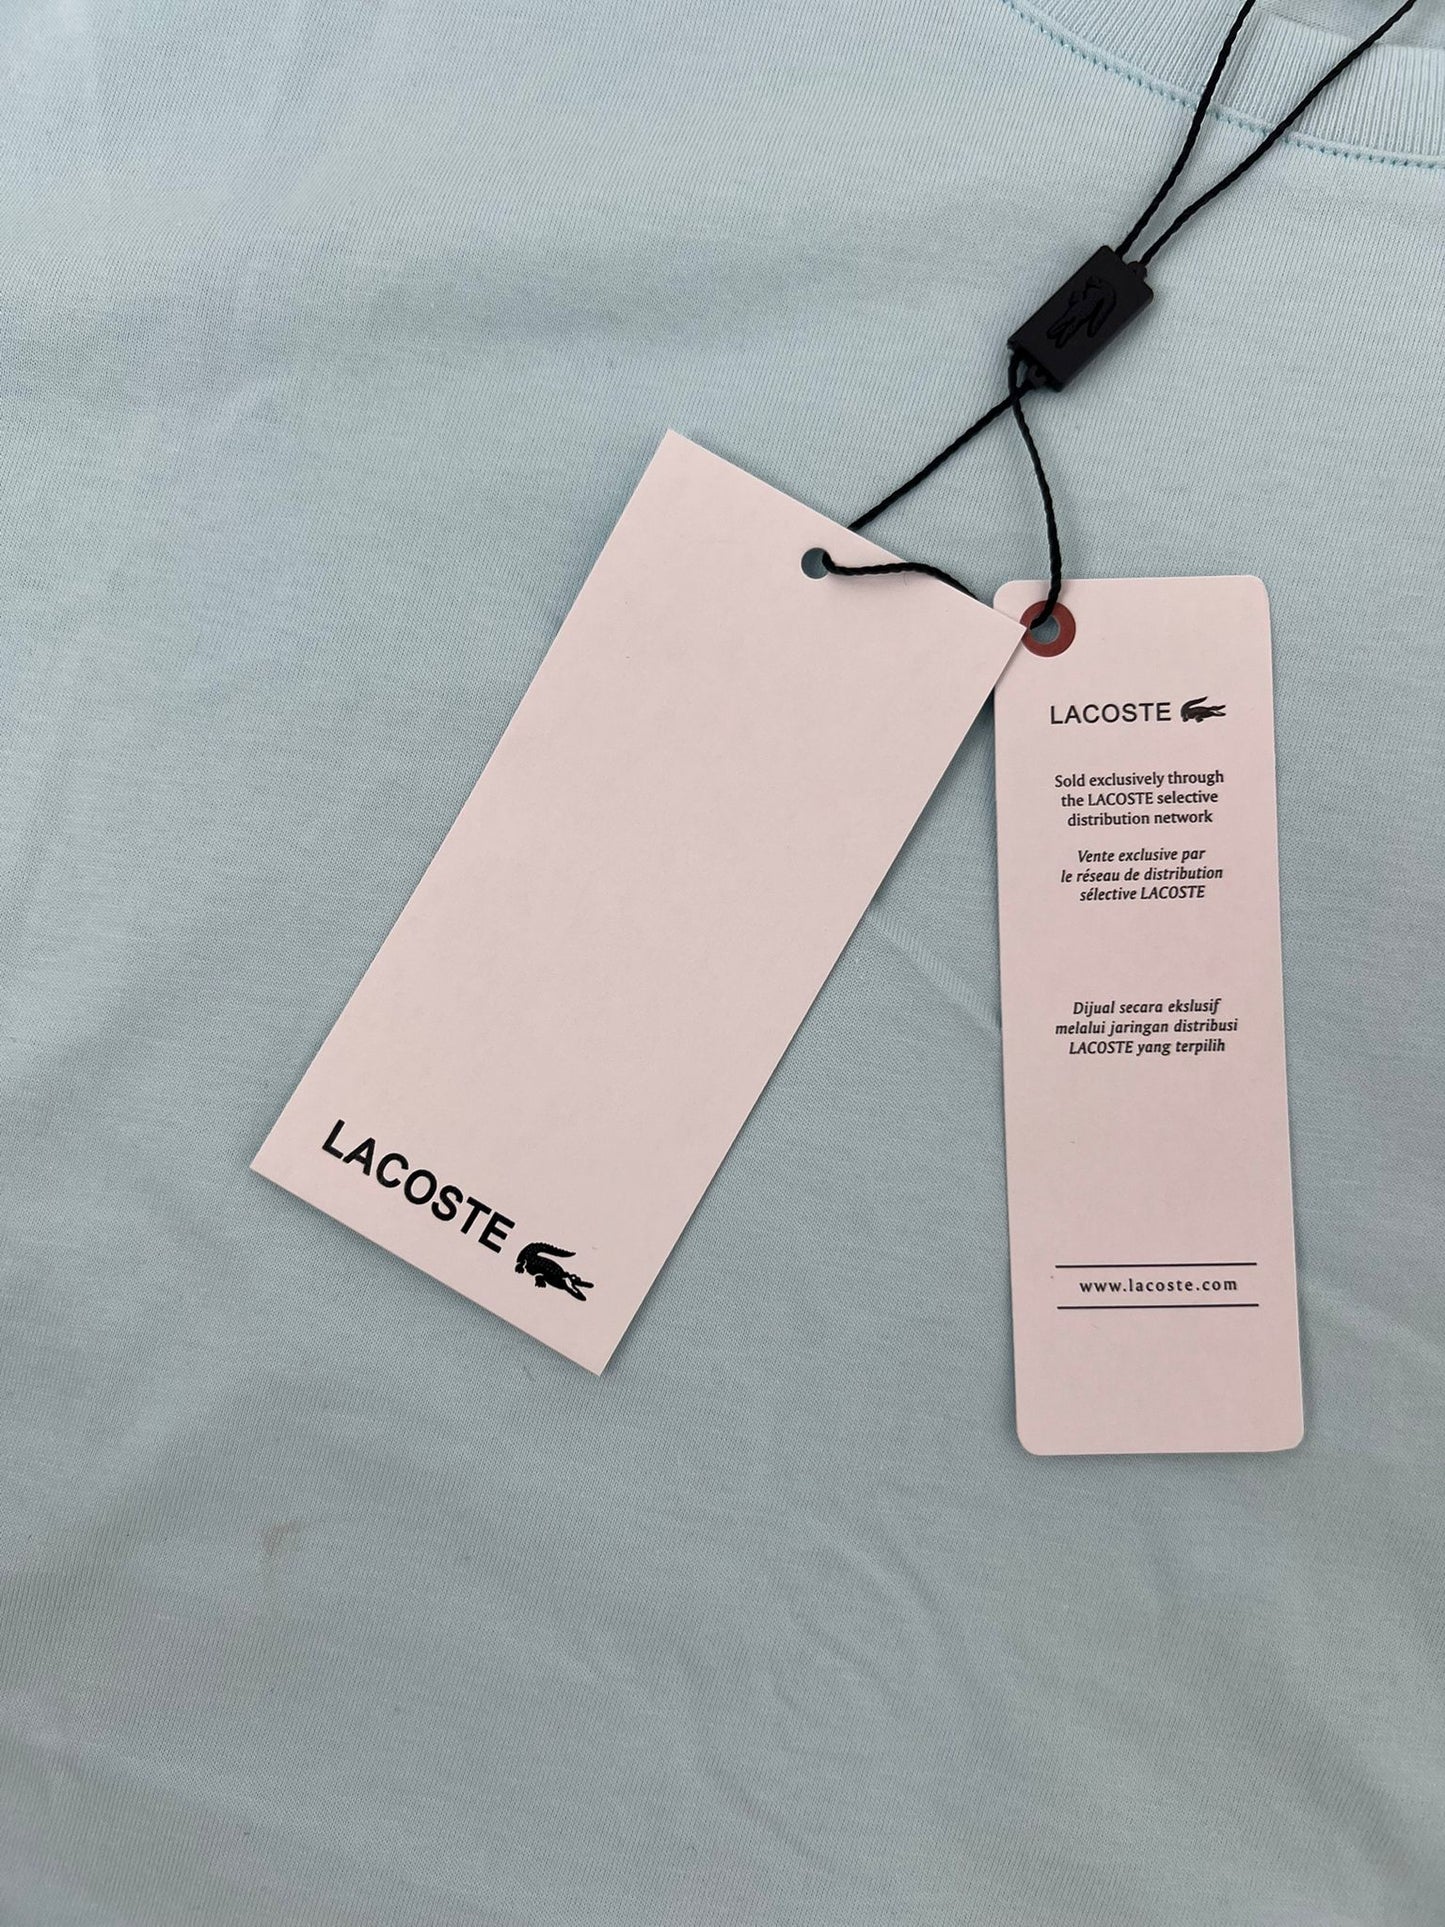 LACOSTE
LACOSTE
Sold exclusively through
the LACOSTE selective
distribution network
Vente exclusive par
le réseau de distribution
sélective LACOSTE
Dijual secara ekslusif
melalui jaringan distribusi
LACOSTE yang terpilih
www.lacoste.com